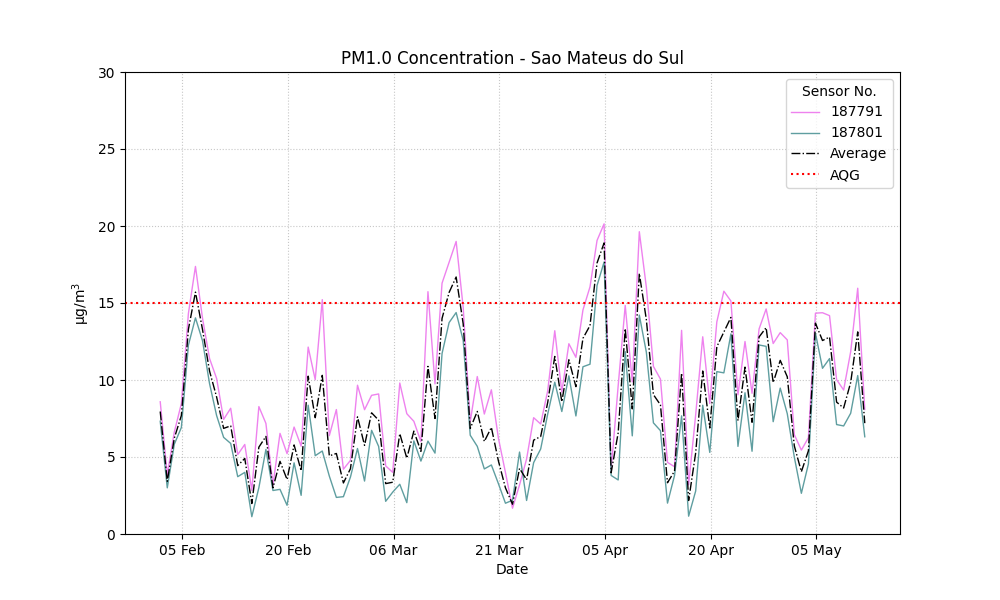 PM1.0 Concentration - Sao Mateus do Sul
30
25
20
15
10
5
0
µg/m³
Sensor No.
187791
187801
Average
AQG
05 Feb
20 Feb
06 Mar
21 Mar
05 Apr
20 Apr
05 May
Date